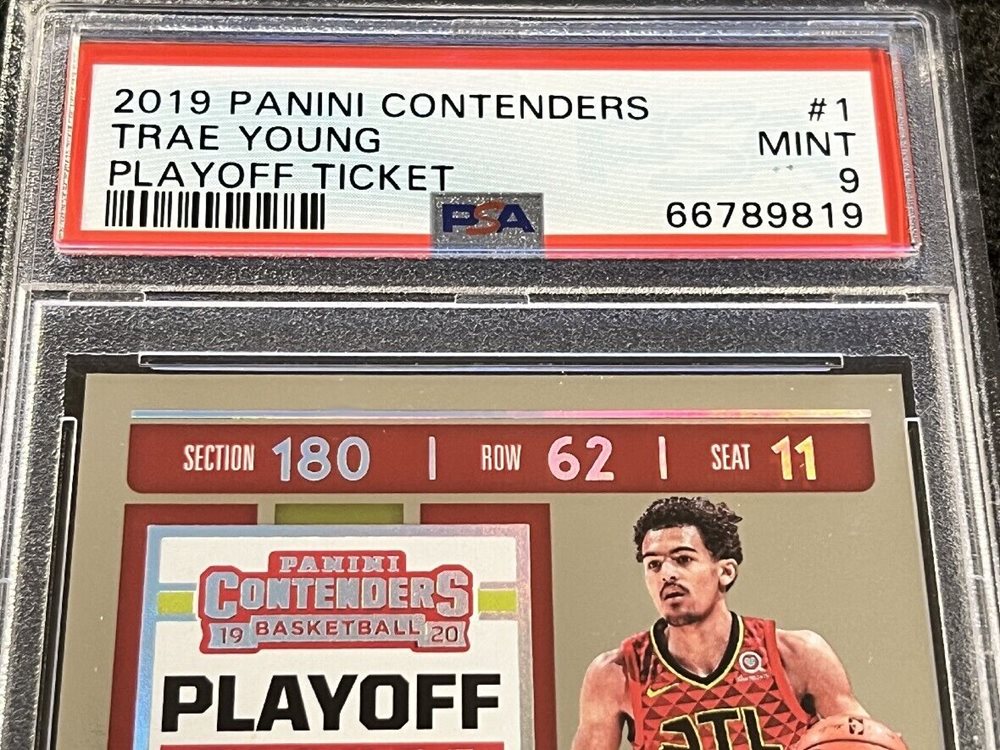 2019 PANINI CONTENDERS #1
TRAE YOUNG MINT
PLAYOFF TICKET 9
PSA 66789819
SECTION 180 | ROW 62 | SEAT 11
PANINI
CONTENDERS
19 BASKETBALL 20
PLAYOFF
ATL